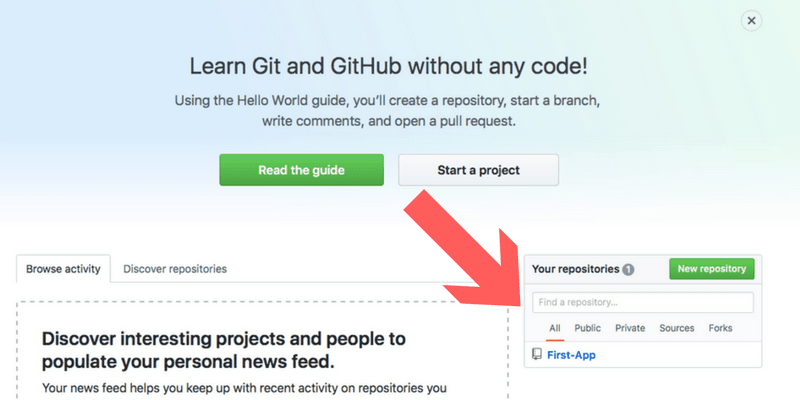 Learn Git and GitHub without any code!
Using the Hello World guide, you’ll create a repository, start a branch,
write comments, and open a pull request.
Read the guide
Start a project
Browse activity
Discover repositories
Discover interesting projects and people to
populate your personal news feed.
Your news feed helps you keep up with recent activity on repositories you
Your repositories 1
New repository
Find a repository...
All Public Private Sources Forks
First-App